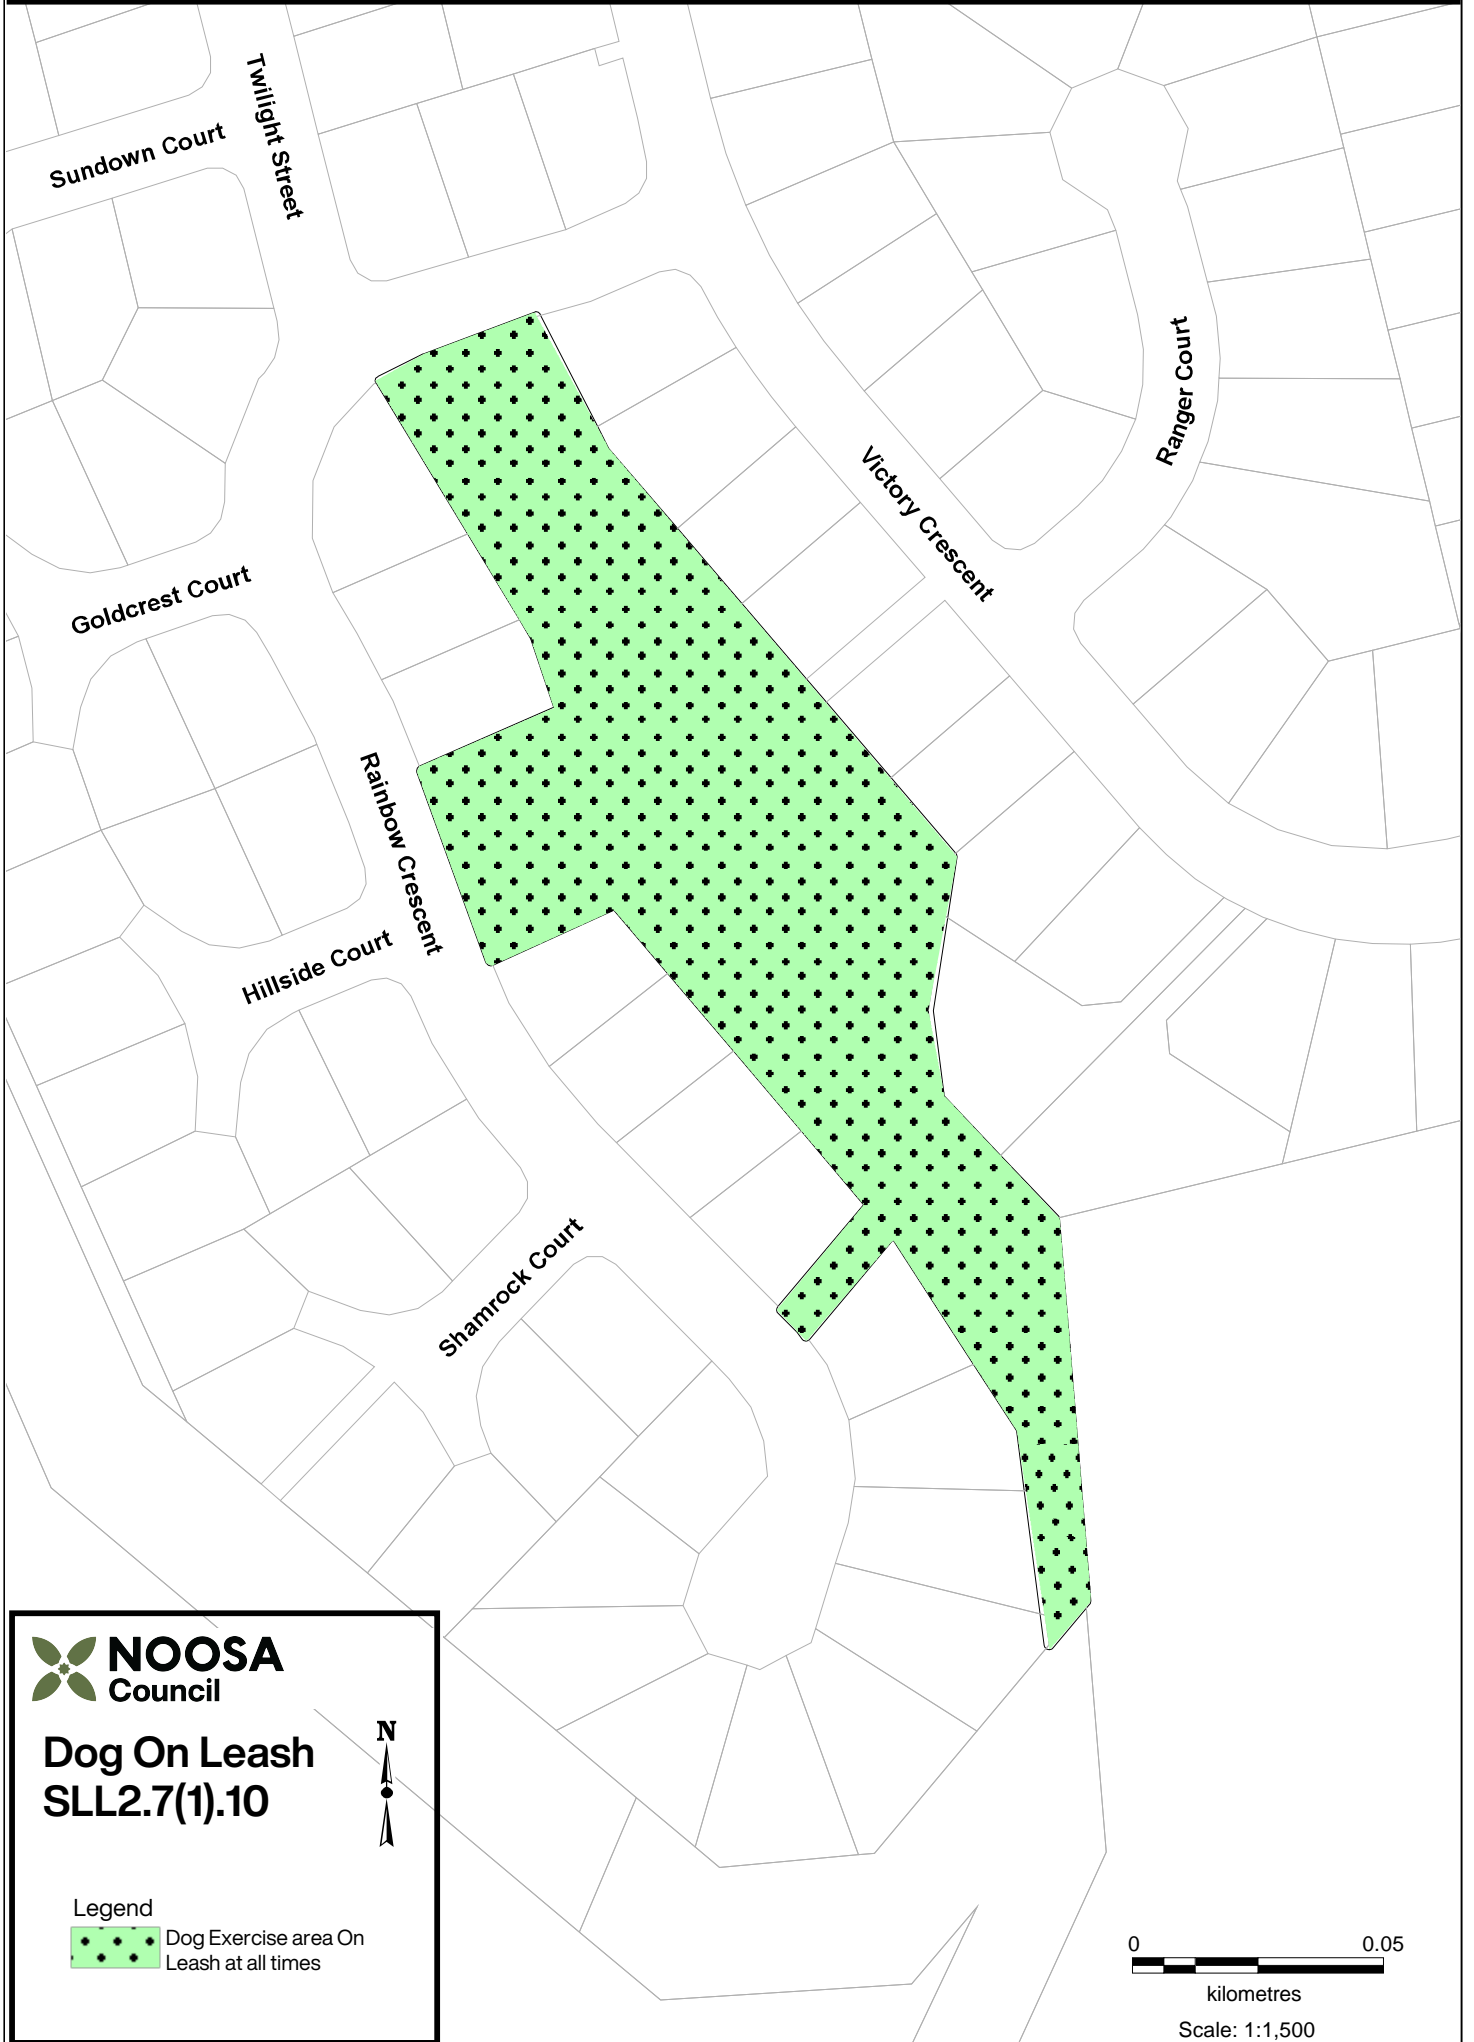 Twilight Street
Sundown Court
Ranger Court
Victory Crescent
Goldcrest Court
Rainbow Crescent
Hillside Court
Shamrock Court
NOOSA
Council
N
Dog On Leash
SLL2.7(1).10
Legend
Dog Exercise area On
Leash at all times
0 0.05
kilometres
Scale: 1:1,500